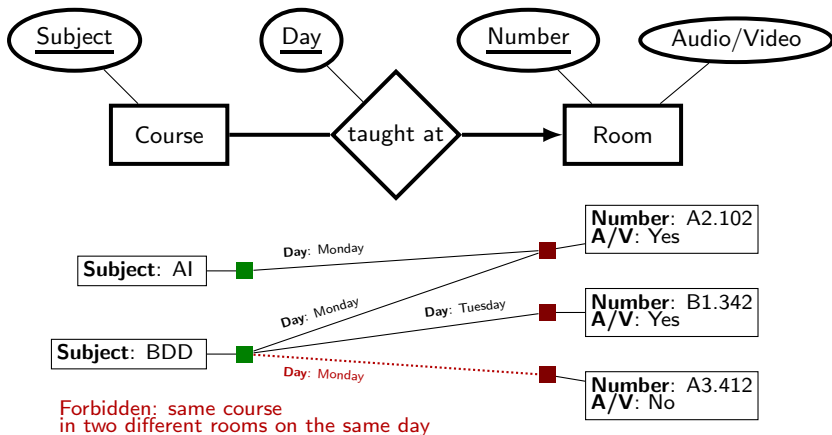 Subject
Day
Number
Audio/Video
Course
taught at
Room
Number: A2.102
A/V: Yes
Day: Monday
Subject: AI
Day: Monday
Day: Tuesday
Number: B1.342
A/V: Yes
Subject: BDD
Day: Monday
Number: A3.412
A/V: No
Forbidden: same course
in two different rooms on the same day